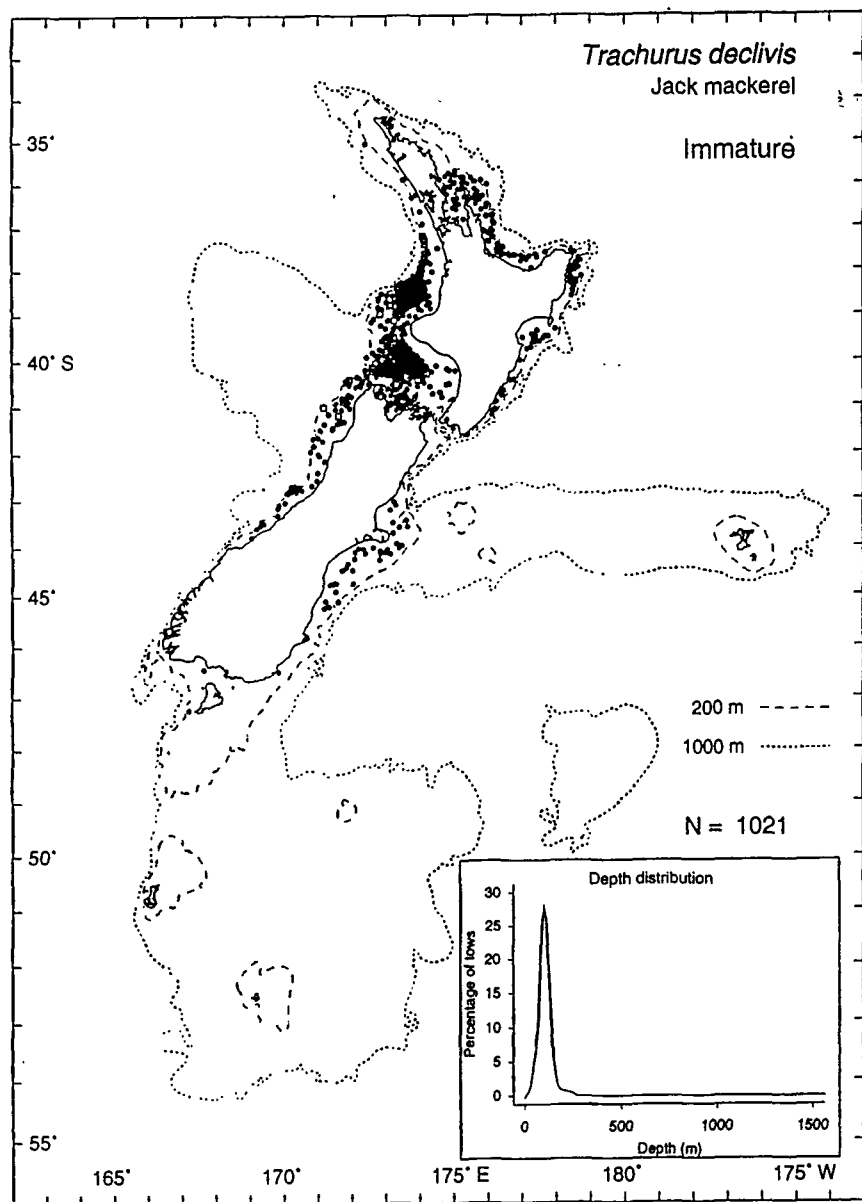 Trachurus declivis
Jack mackerel
Immature
35°
40° S
45°
200 m
1000 m
N = 1021
50°
Depth distribution
Percentage of tows
30
25
20
15
10
5
0
0 500 1000 1500
Depth (m)
55°
165° 170° 175° E 180° 175° W